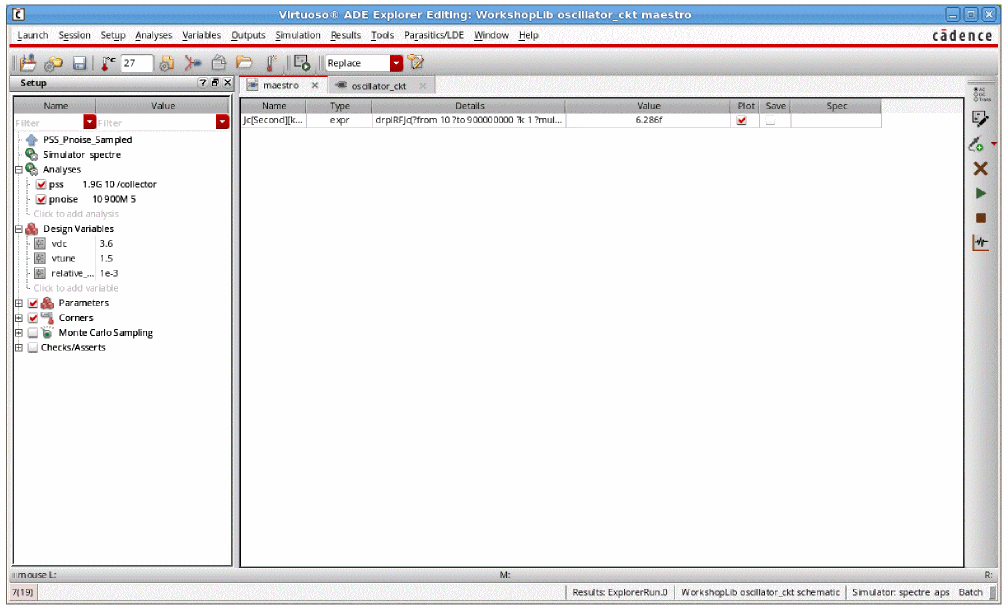 Virtuoso® ADE Explorer Editing: WorkshopLib oscillator_ckt maestro
Launch Session Setup Analyses Variables Outputs Simulation Results Tools Parasitics/LDE Window Help
cādence
27 Replace
Setup
maestro oscillator_ckt
Name Value
Filter Filter
PSS_Pnoise_Sampled
Simulator spectre
Analyses
pss 1.9G 10 /collector
pnoise 10 900M 5
Click to add analysis
Design Variables
vdc 3.6
vtune 1.5
relative_... 1e-3
Click to add variable
Parameters
Corners
Monte Carlo Sampling
Checks/Asserts
Name Type Details Value Plot Save Spec
Jc[Second][k... expr drplRFJc(?from 10 ?to 900000000 ?k 1 ?mul... 6.286f
AC
DC
Trans
mouse L: M: R:
7(19) Results: ExplorerRun.0 WorkshopLib oscillator_ckt schematic Simulator: spectre aps Batch